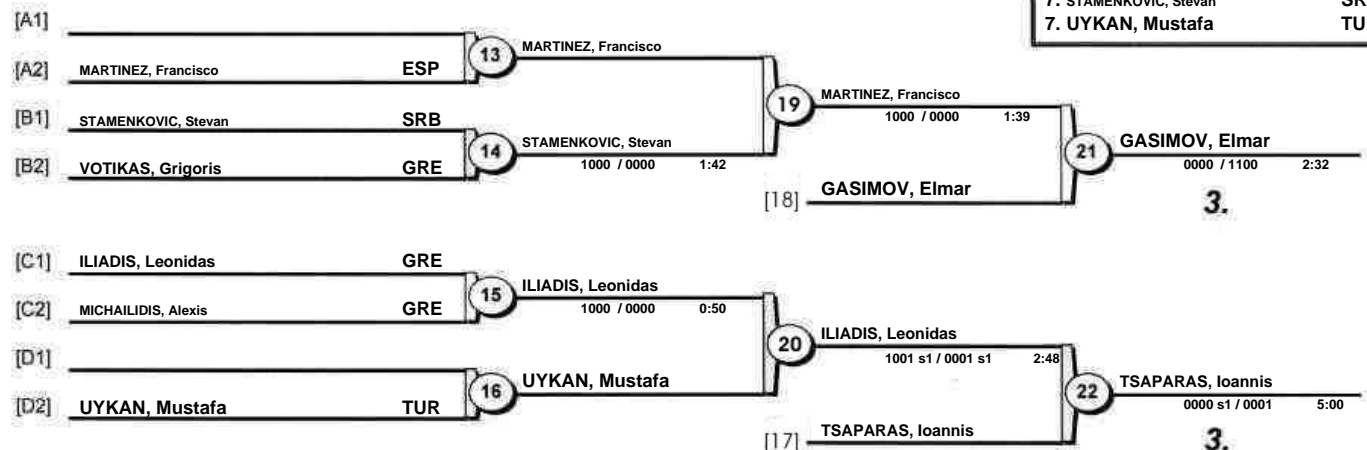 7. STAMENKOVIC, Stevan SR
7. UYKAN, Mustafa TU
[A1]
[A2] MARTINEZ, Francisco ESP
13
MARTINEZ, Francisco
[B1] STAMENKOVIC, Stevan SRB
[B2] VOTIKAS, Grigoris GRE
14
STAMENKOVIC, Stevan
1000 / 0000 1:42
19
MARTINEZ, Francisco
1000 / 0000 1:39
[18] GASIMOV, Elmar
21
GASIMOV, Elmar
0000 / 1100 2:32
3.
[C1] ILIADIS, Leonidas GRE
[C2] MICHAILIDIS, Alexis GRE
15
ILIADIS, Leonidas
1000 / 0000 0:50
[D1]
[D2] UYKAN, Mustafa TUR
16
UYKAN, Mustafa
20
ILIADIS, Leonidas
1001 s1 / 0001 s1 2:48
[17] TSAPARAS, Ioannis
22
TSAPARAS, Ioannis
0000 s1 / 0001 5:00
3.